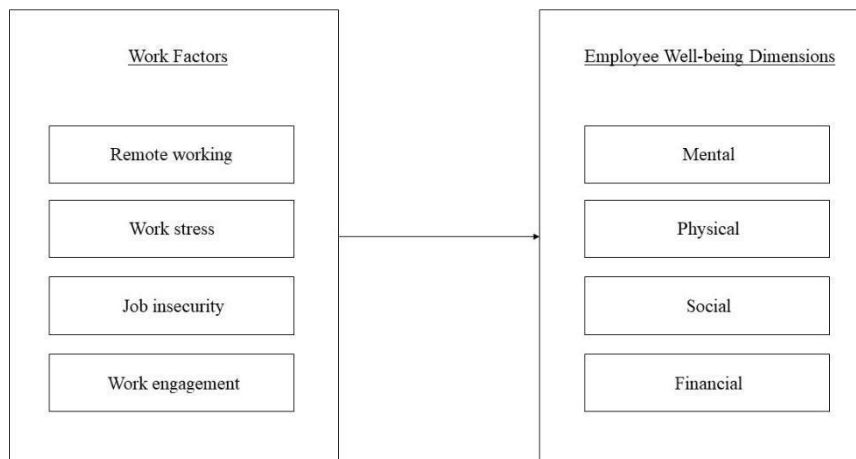 Work Factors
Remote working
Work stress
Job insecurity
Work engagement
Employee Well-being Dimensions
Mental
Physical
Social
Financial